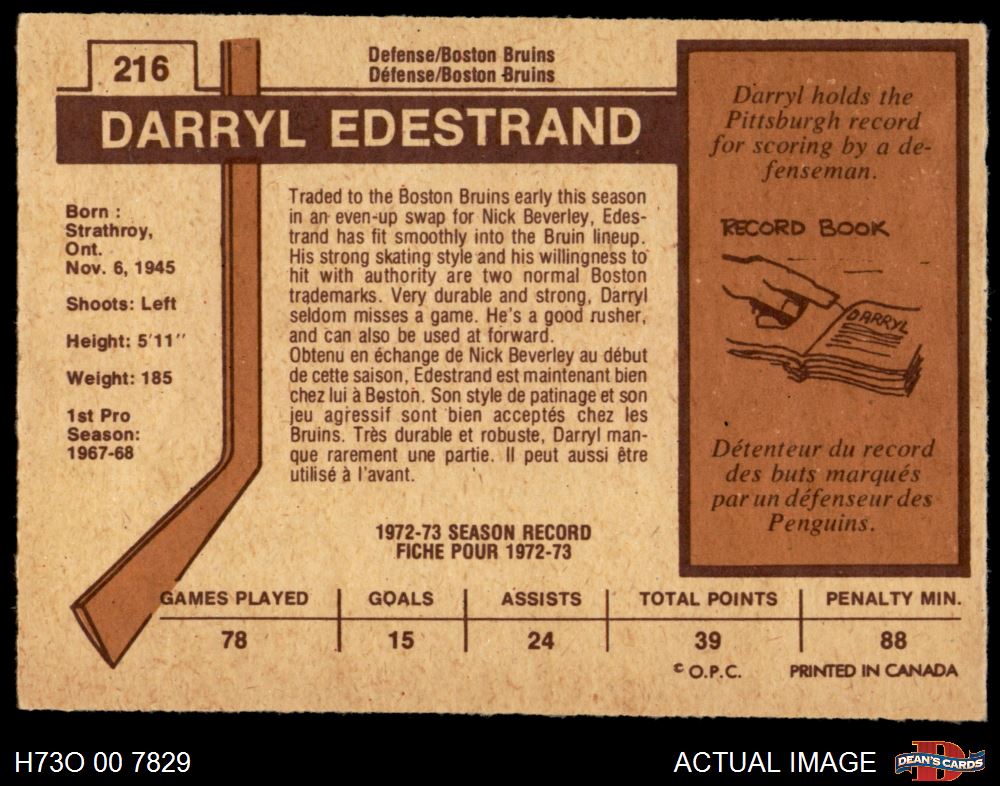 216
Defense/Boston Bruins
Défense/Boston Bruins
DARRYL EDESTRAND
Born :
Strathroy,
Ont.
Nov. 6, 1945
Shoots: Left
Height: 5'11''
Weight: 185
1st Pro
Season:
1967-68
Traded to the Boston Bruins early this season
in an even-up swap for Nick Beverley, Edes-
trand has fit smoothly into the Bruin lineup.
His strong skating style and his willingness to
hit with authority are two normal Boston
trademarks. Very durable and strong, Darryl
seldom misses a game. He's a good rusher,
and can also be used at forward.
Obtenu en échange de Nick Beverley au début
de cette saison, Edestrand est maintenant bien
chez lui à Boston. Son style de patinage et son
jeu agressif sont bien acceptés chez les
Bruins. Très durable et robuste, Darryl man-
que rarement une partie. Il peut aussi être
utilisé à l'avant.
Darryl holds the
Pittsburgh record
for scoring by a de-
fenseman.
RECORD BOOK
DARRYL
Détenteur du record
des buts marqués
par un défenseur des
Penguins.
1972-73 SEASON RECORD
FICHE POUR 1972-73
GAMES PLAYED GOALS ASSISTS TOTAL POINTS PENALTY MIN.
78 15 24 39 88
© O.P.C. PRINTED IN CANADA
H73O 00 7829 ACTUAL IMAGE DEAN'S CARDS